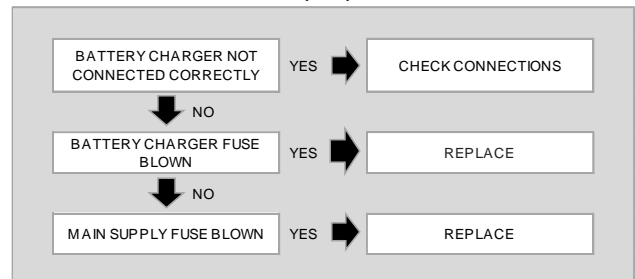 BATTERY CHARGER NOT
CONNECTED CORRECTLY
YES
CHECK CONNECTIONS
NO
BATTERY CHARGER FUSE
BLOWN
YES
REPLACE
NO
MAIN SUPPLY FUSE BLOWN
YES
REPLACE